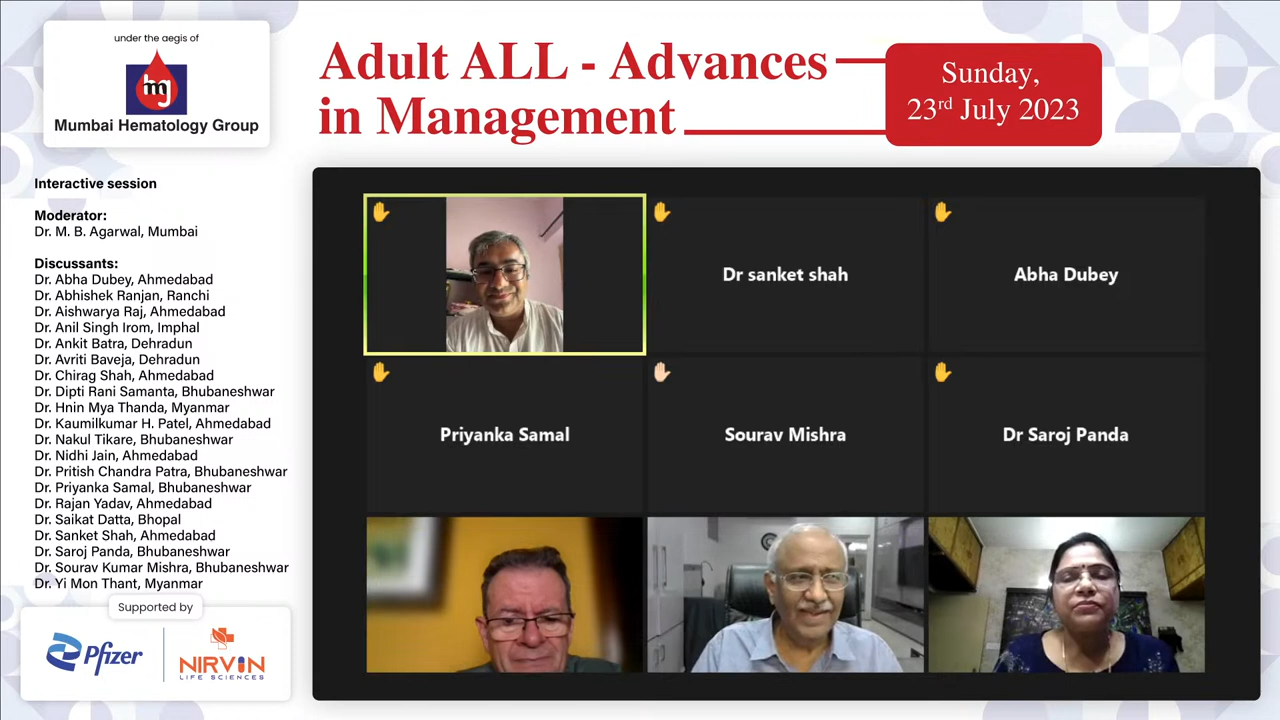 under the aegis of
mg
Mumbai Hematology Group
Adult ALL - Advances
in Management
Sunday,
23rd July 2023
Interactive session
Moderator:
Dr. M. B. Agarwal, Mumbai
Discussants:
Dr. Abha Dubey, Ahmedabad
Dr. Abhishek Ranjan, Ranchi
Dr. Aishwarya Raj, Ahmedabad
Dr. Anil Singh Irom, Imphal
Dr. Ankit Batra, Dehradun
Dr. Avriti Baveja, Dehradun
Dr. Chirag Shah, Ahmedabad
Dr. Dipti Rani Samanta, Bhubaneshwar
Dr. Hnin Mya Thanda, Myanmar
Dr. Kaumilkumar H. Patel, Ahmedabad
Dr. Nakul Tikare, Bhubaneshwar
Dr. Nidhi Jain, Ahmedabad
Dr. Pritish Chandra Patra, Bhubaneshwar
Dr. Priyanka Samal, Bhubaneshwar
Dr. Rajan Yadav, Ahmedabad
Dr. Saikat Datta, Bhopal
Dr. Sanket Shah, Ahmedabad
Dr. Saroj Panda, Bhubaneshwar
Dr. Sourav Kumar Mishra, Bhubaneshwar
Dr. Yi Mon Thant, Myanmar
Supported by
Pfizer
NIRVIN
LIFE SCIENCES
Dr sanket shah
Abha Dubey
Priyanka Samal
Sourav Mishra
Dr Saroj Panda